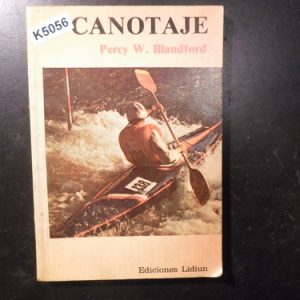 K5056
CANOTAJE
Percy W. Blandford
Ediciones Lidiun